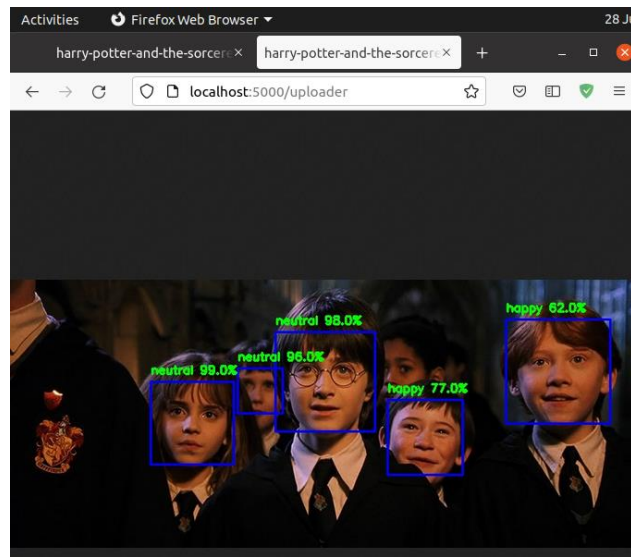 Activities Firefox Web Browser 28 Ju
harry-potter-and-the-sorcere harry-potter-and-the-sorcere
localhost:5000/uploader
happy 62.0%
neutral 98.0%
neutral 96.0%
neutral 99.0%
happy 77.0%